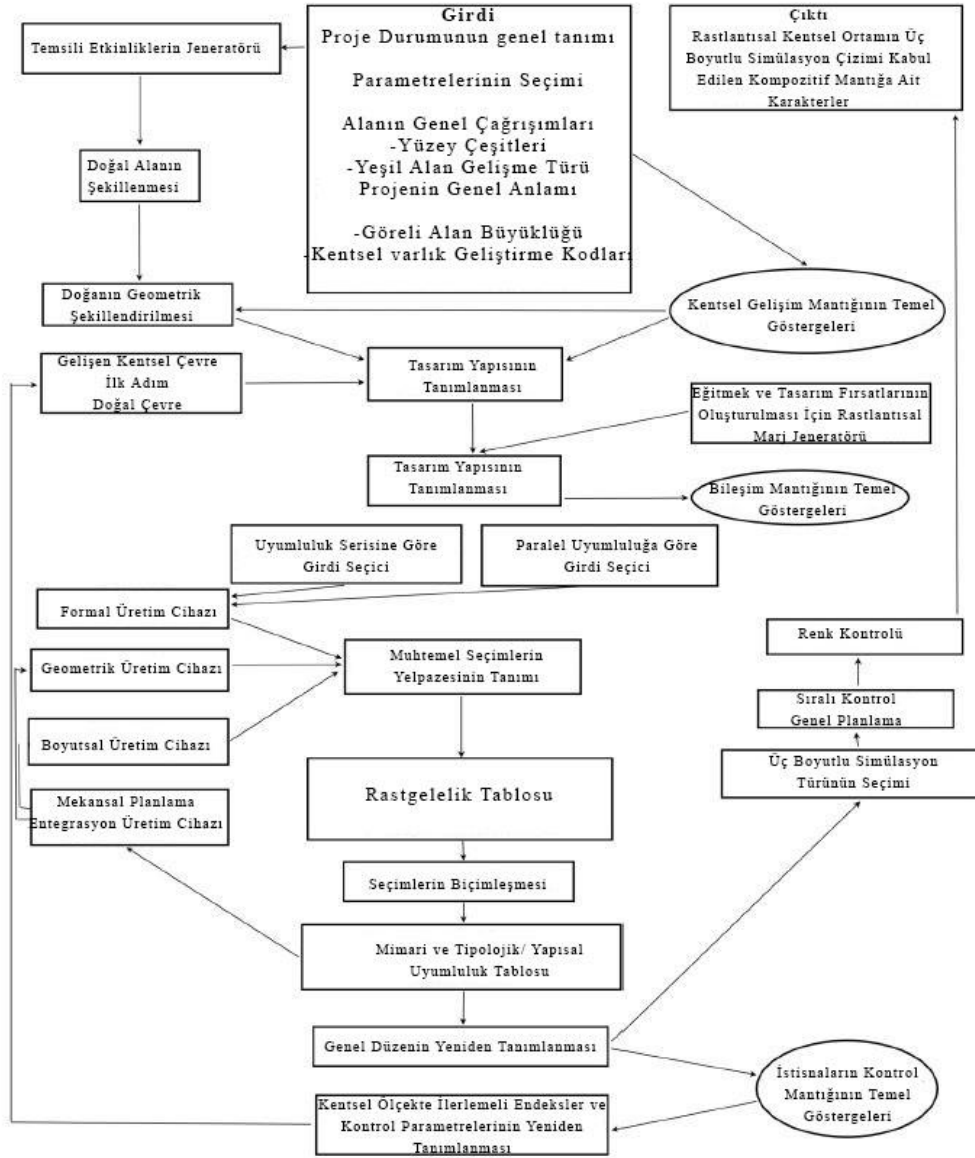 Girdi
Proje Durumunun genel tanımı
Parametrelerinin Seçimi
Alanın Genel Çağrışımları
-Yüzey Çeşitleri
-Yeşil Alan Gelişme Türü
Projenin Genel Anlamı
-Göreli Alan Büyüklüğü
-Kentsel varlık Geliştirme Kodları
Çıktı
Rastlantısal Kentsel Ortamın Üç
Boyutlu Simülasyon Çizimi Kabul
Edilen Kompozitif Mantığa Ait
Karakterler
Temsili Etkinliklerin Jeneratörü
Doğal Alanın
Şekillenmesi
Doğanın Geometrik
Şekillendirilmesi
Kentsel Gelişim Mantığının Temel
Göstergeleri
Gelişen Kentsel Çevre
İlk Adım
Doğal Çevre
Tasarım Yapısının
Tanımlanması
Eğitmek ve Tasarım Fırsatlarının
Oluşturulması İçin Rastlantısal
Marj Jeneratörü
Tasarım Yapısının
Tanımlanması
Bileşim Mantığının Temel
Göstergeleri
Uyumluluk Serisine Göre
Girdi Seçici
Paralel Uyumluluğa Göre
Girdi Seçici
Formal Üretim Cihazı
Geometrik Üretim Cihazı
Muhtemel Seçimlerin
Yelpazesinin Tanımı
Renk Kontrolü
Sıralı Kontrol
Genel Planlama
Boyutsal Üretim Cihazı
Üç Boyutlu Simülasyon
Türünün Seçimi
Mekansal Planlama
Entegrasyon Üretim Cihazı
Rastgelelik Tablosu
Seçimlerin Biçimleşmesi
Mimari ve Tipolojik/ Yapısal
Uyumluluk Tablosu
Genel Düzenin Yeniden Tanımlanması
İstisnaların Kontrol
Mantığının Temel
Göstergeleri
Kentsel Ölçekte İlerlemeli Endeksler ve
Kontrol Parametrelerinin Yeniden
Tanımlanması